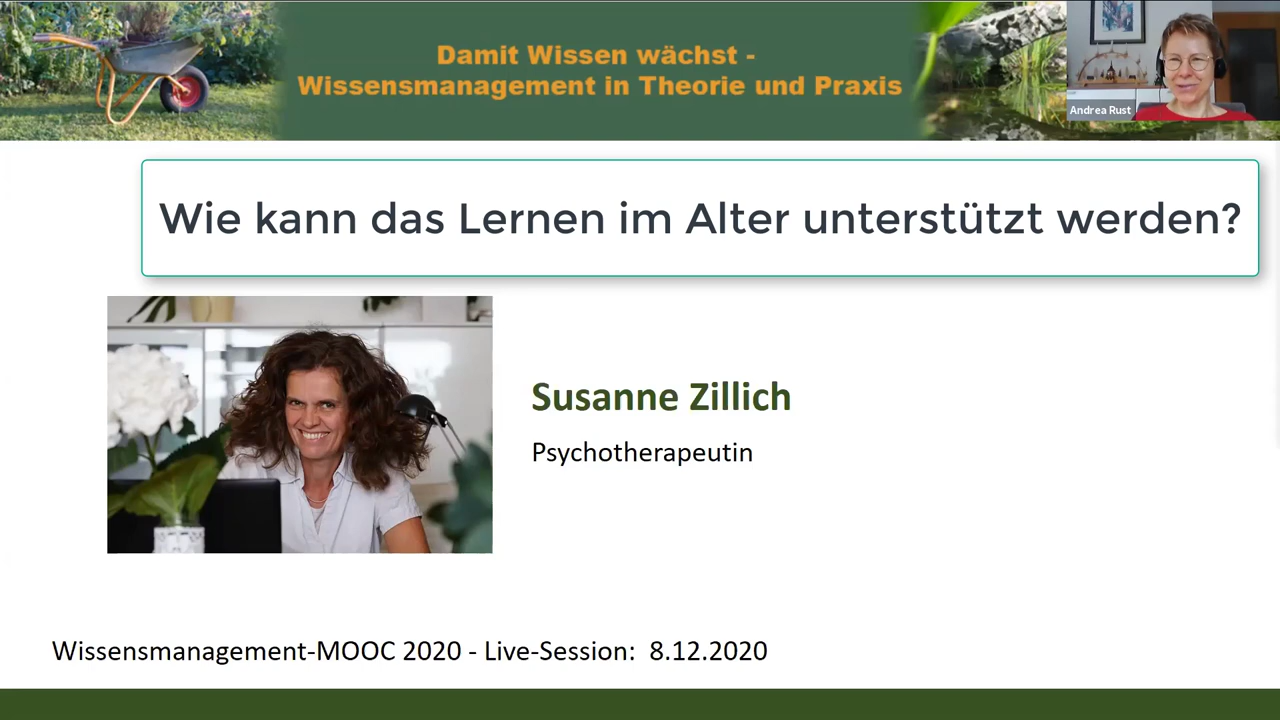 Damit Wissen wächst -
Wissensmanagement in Theorie und Praxis
Andrea Rust
Wie kann das Lernen im Alter unterstützt werden?
Susanne Zillich
Psychotherapeutin
Wissensmanagement-MOOC 2020 - Live-Session: 8.12.2020